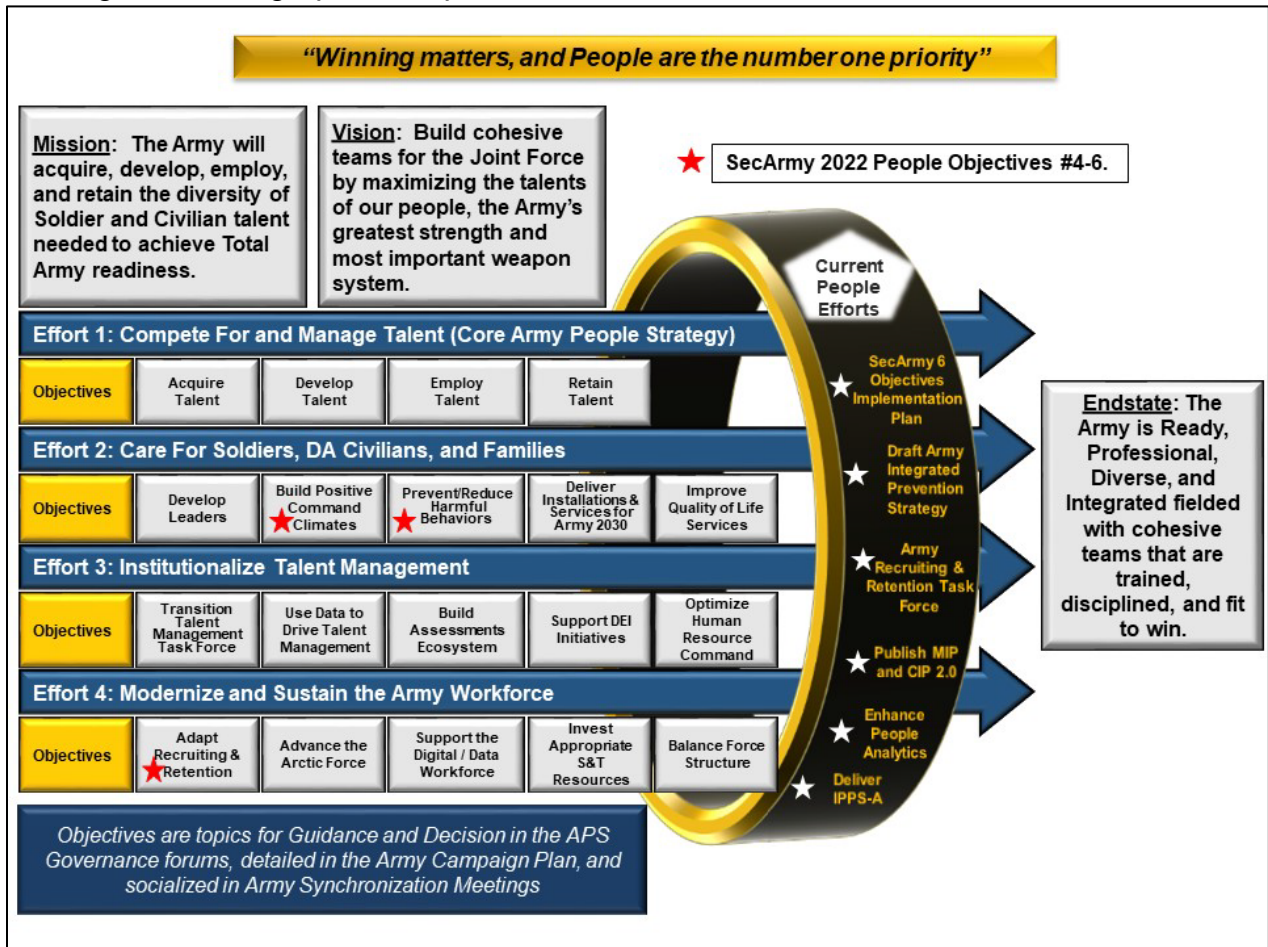 “Winning matters, and People are the number one priority”
Mission: The Army will
acquire, develop, employ,
and retain the diversity of
Soldier and Civilian talent
needed to achieve Total
Army readiness.
Vision: Build cohesive
teams for the Joint Force
by maximizing the talents
of our people, the Army’s
greatest strength and
most important weapon
system.
SecArmy 2022 People Objectives #4-6.
Current
People
Efforts
Effort 1: Compete For and Manage Talent (Core Army People Strategy)
Objectives
Acquire
Talent
Develop
Talent
Employ
Talent
Retain
Talent
Effort 2: Care For Soldiers, DA Civilians, and Families
Objectives
Develop
Leaders
Build Positive
Command
Climates
Prevent/Reduce
Harmful
Behaviors
Deliver
Installations &
Services for
Army 2030
Improve
Quality of Life
Services
Effort 3: Institutionalize Talent Management
Objectives
Transition
Talent
Management
Task Force
Use Data to
Drive Talent
Management
Build
Assessments
Ecosystem
Support DEI
Initiatives
Optimize
Human
Resource
Command
Effort 4: Modernize and Sustain the Army Workforce
Objectives
Adapt
Recruiting &
Retention
Advance the
Arctic Force
Support the
Digital / Data
Workforce
Invest
Appropriate
S&T
Resources
Balance Force
Structure
SecArmy 6
Objectives
Implementation
Plan
Draft Army
Integrated
Prevention
Strategy
Army
Recruiting &
Retention Task
Force
Publish MIP
and CIP 2.0
Enhance
People
Analytics
Deliver
IPPS-A
Endstate: The
Army is Ready,
Professional,
Diverse, and
Integrated fielded
with cohesive
teams that are
trained,
disciplined, and fit
to win.
Objectives are topics for Guidance and Decision in the APS
Governance forums, detailed in the Army Campaign Plan, and
socialized in Army Synchronization Meetings